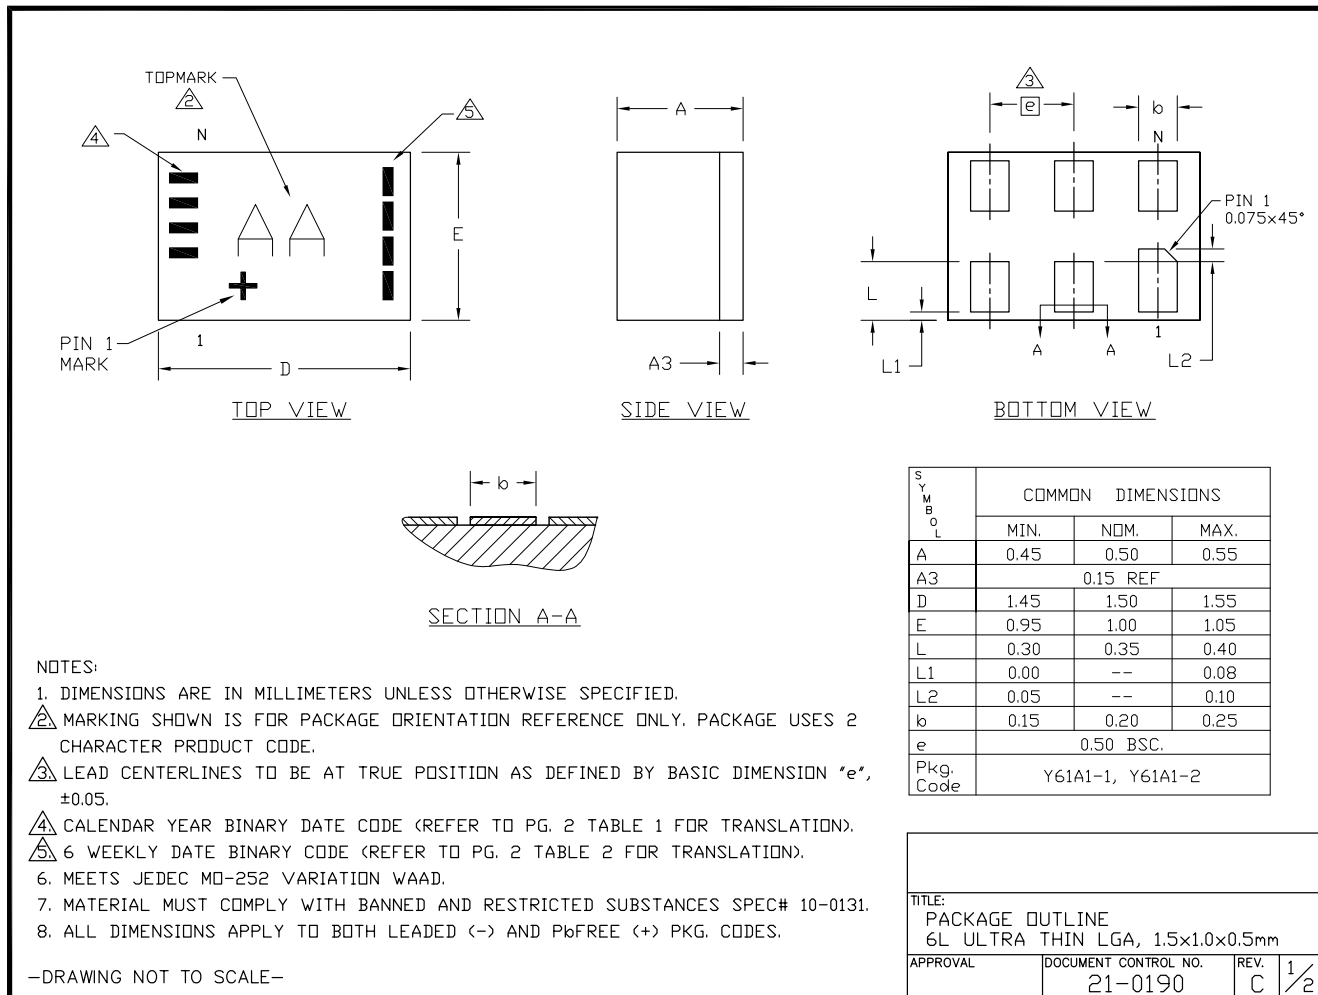 TOPMARK
2
4
N
5
E
PIN 1
MARK
1
D
TOP VIEW
A
A3
SIDE VIEW
3
e
b
N
PIN 1
0.075x45°
L
L1
A
A
1
L2
BOTTOM VIEW
b
SECTION A-A
SYMBOL
COMMON DIMENSIONS
MIN. NOM. MAX.
A 0.45 0.50 0.55
A3 0.15 REF
D 1.45 1.50 1.55
E 0.95 1.00 1.05
L 0.30 0.35 0.40
L1 0.00 -- 0.08
L2 0.05 -- 0.10
b 0.15 0.20 0.25
e 0.50 BSC.
Pkg. Code Y61A1-1, Y61A1-2
NOTES:
1. DIMENSIONS ARE IN MILLIMETERS UNLESS OTHERWISE SPECIFIED.
2. MARKING SHOWN IS FOR PACKAGE ORIENTATION REFERENCE ONLY. PACKAGE USES 2
CHARACTER PRODUCT CODE.
3. LEAD CENTERLINES TO BE AT TRUE POSITION AS DEFINED BY BASIC DIMENSION "e",
±0.05.
4. CALENDAR YEAR BINARY DATE CODE (REFER TO PG. 2 TABLE 1 FOR TRANSLATION).
5. 6 WEEKLY DATE BINARY CODE (REFER TO PG. 2 TABLE 2 FOR TRANSLATION).
6. MEETS JEDEC MO-252 VARIATION WAAD.
7. MATERIAL MUST COMPLY WITH BANNED AND RESTRICTED SUBSTANCES SPEC# 10-0131.
8. ALL DIMENSIONS APPLY TO BOTH LEADED (-) AND PbFREE (+) PKG. CODES.
-DRAWING NOT TO SCALE-
TITLE:
PACKAGE OUTLINE
6L ULTRA THIN LGA, 1.5x1.0x0.5mm
APPROVAL
DOCUMENT CONTROL NO.
21-0190
REV.
C
1/2